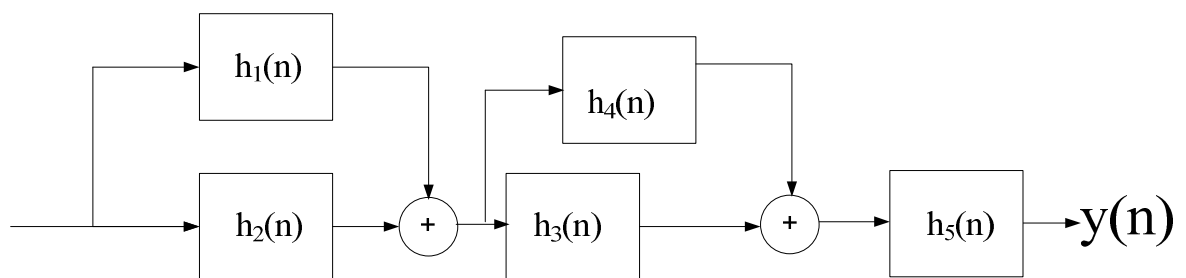 h₁(n)
h₄(n)
h₂(n)
+
h₃(n)
+
h₅(n)
y(n)